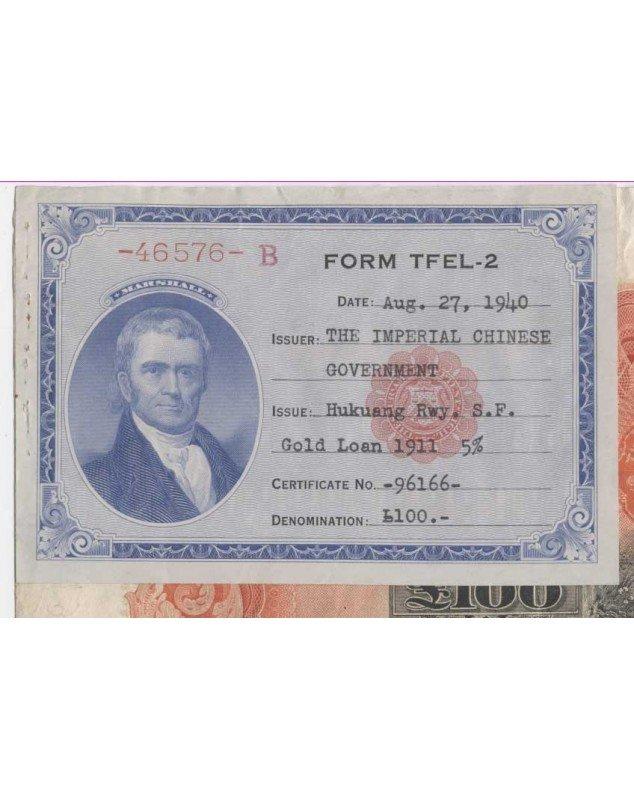 -46576- B
FORM TFEL-2
MARSHALL
DATE: Aug. 27, 1940
ISSUER: THE IMPERIAL CHINESE
GOVERNMENT
ISSUE: Hukuang Rwy. S.F.
Gold Loan 1911 5%
CERTIFICATE NO. -96166-
DENOMINATION: £100.-
£100